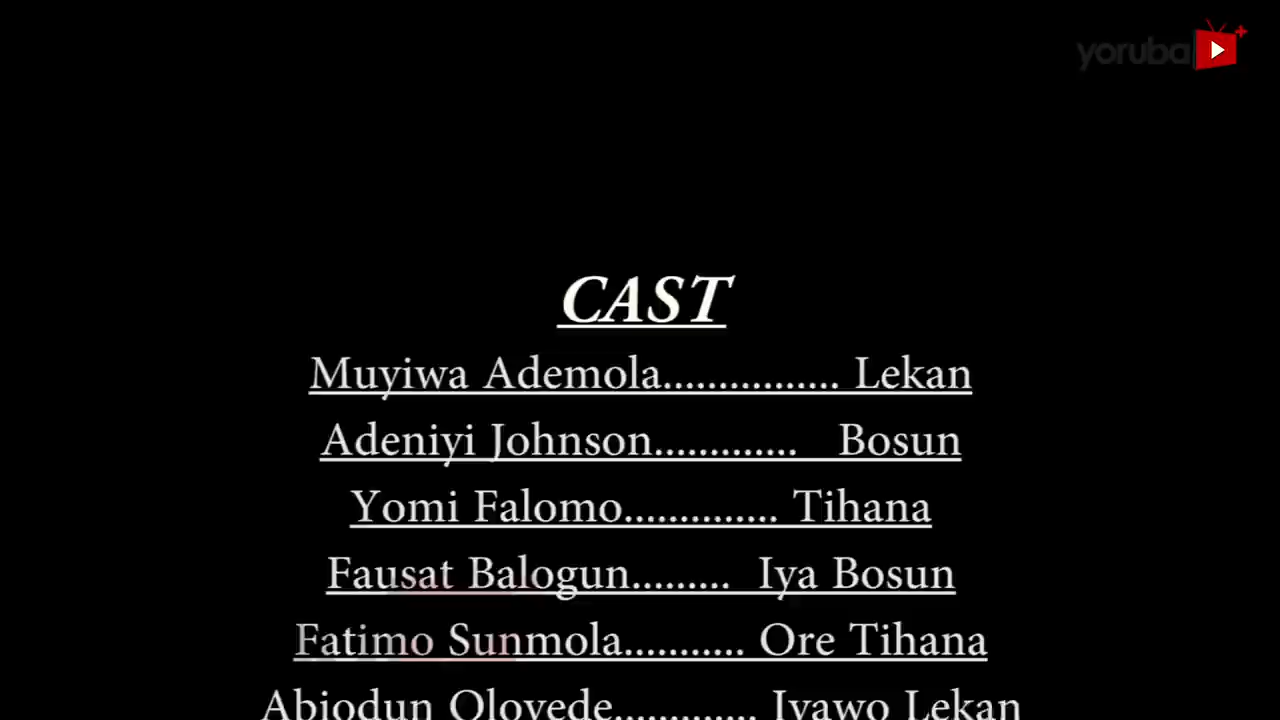 yoruba
CAST
Muyiwa Ademola................ Lekan
Adeniyi Johnson............. Bosun
Yomi Falomo.............. Tihana
Fausat Balogun......... Iya Bosun
Fatimo Sunmola........... Ore Tihana
Abiodun Oloyede............. Iyawo Lekan